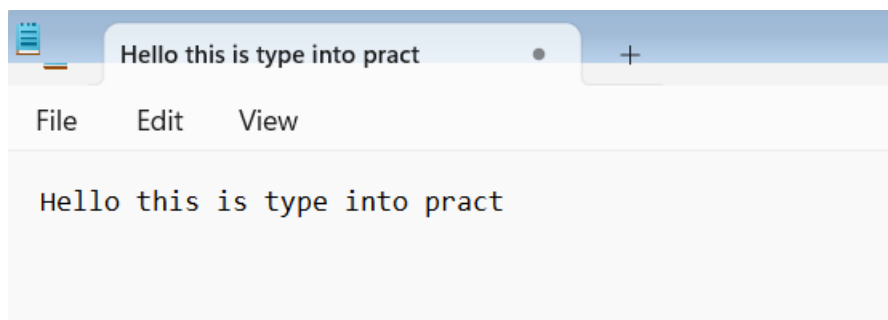 Hello this is type into pract
File Edit View
Hello this is type into pract